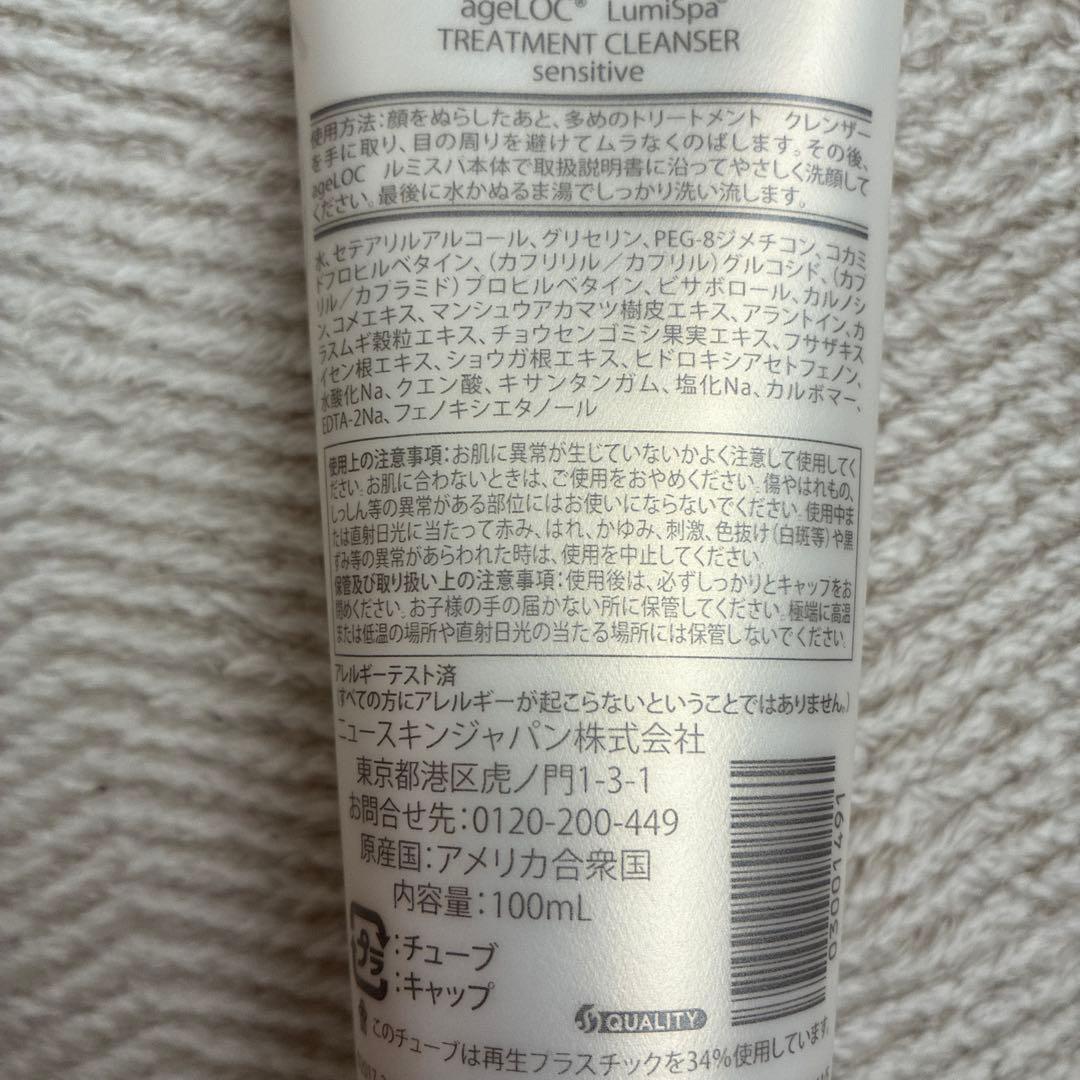 ageLOC® LumiSpa®
TREATMENT CLEANSER
sensitive
使用方法：顔をぬらしたあと、多めのトリートメント　クレンザー
を手に取り、目の周りを避けてムラなくのばします。その後、
ageLOC　ルミスパ本体で取扱説明書に沿ってやさしく洗顔して
ください。最後に水かぬるま湯でしっかり洗い流します。
水、セテアリルアルコール、グリセリン、PEG-8ジメチコン、コカミ
ドプロピルベタイン、（カプリリル／カプリル）グルコシド、（カプ
リル／カプラミド）プロピルベタイン、ビサボロール、カルノシ
ン、コメエキス、マンシュウアカマツ樹皮エキス、アラントイン、カ
ラスムギ穀粒エキス、チョウセンゴミシ果実エキス、フサザキス
イセン根エキス、ショウガ根エキス、ヒドロキシアセトフェノン、
水酸化Na、クエン酸、キサンタンガム、塩化Na、カルボマー、
EDTA-2Na、フェノキシエタノール
使用上の注意事項：お肌に異常が生じていないかよく注意して使用してく
ださい。お肌に合わないときは、ご使用をおやめください。傷やはれもの、
しっしん等の異常がある部位にはお使いにならないでください。使用中ま
たは直射日光に当たって赤み、はれ、かゆみ、刺激、色抜け（白斑等）や黒
ずみ等の異常があらわれた時は、使用を中止してください。
保管及び取り扱い上の注意事項：使用後は、必ずしっかりとキャップをお
閉めください。お子様の手の届かない所に保管してください。極端に高温
または低温の場所や直射日光の当たる場所には保管しないでください。
アレルギーテスト済
（すべての方にアレルギーが起こらないということではありません。）
ニュースキンジャパン株式会社
東京都港区虎ノ門1-3-1
お問合せ先：0120-200-449
原産国：アメリカ合衆国
内容量：100mL
プラ
：チューブ
：キャップ
03001491
QUALITY
このチューブは再生プラスチックを34％使用しています。